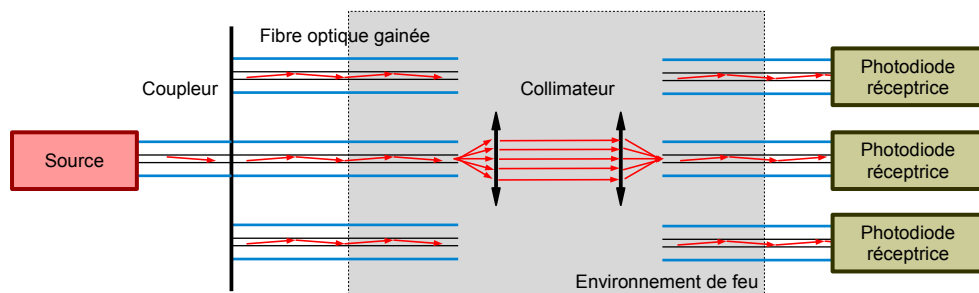 Fibre optique gainée
Coupleur
Collimateur
Photodiode
réceptrice
Source
Photodiode
réceptrice
Photodiode
réceptrice
Environnement de feu